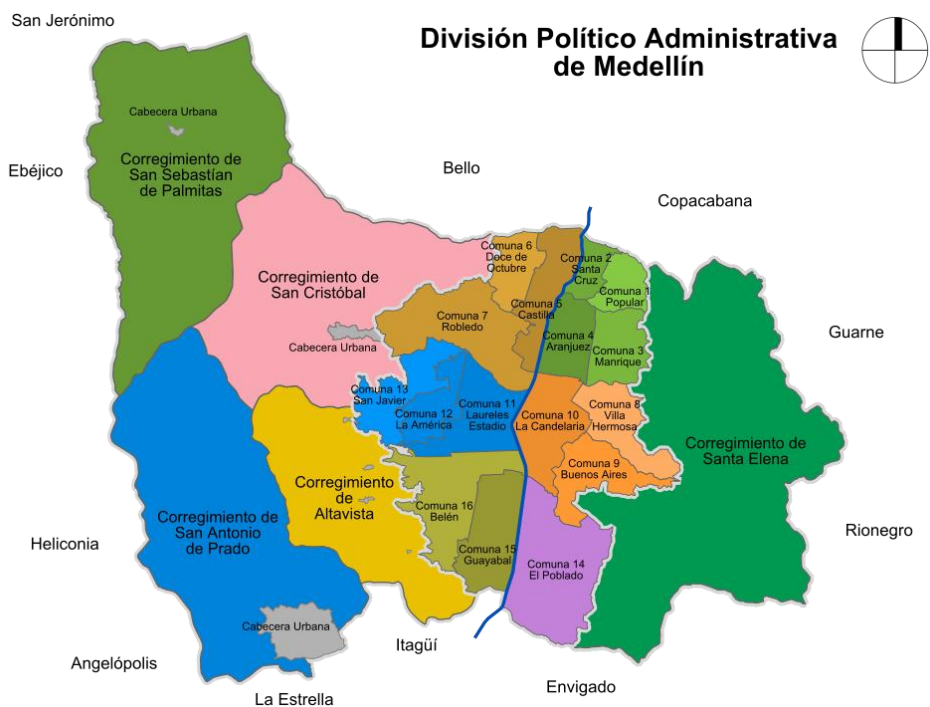 San Jerónimo
División Político Administrativa
de Medellín
Cabecera Urbana
Corregimiento de
San Sebastían
de Palmitas
Ebéjico
Bello
Copacabana
Comuna 6
Doce de
Octubre
Comuna 2
Santa
Cruz
Comuna 1
Popular
Corregimiento de
San Cristóbal
Comuna 5
Castilla
Comuna 7
Robledo
Comuna 4
Aranjuez
Comuna 3
Manrique
Guarne
Cabecera Urbana
Comuna 13
San Javier
Comuna 12
La América
Comuna 11
Laureles
Estadio
Comuna 10
La Candelaria
Comuna 8
Villa
Hermosa
Corregimiento de
Santa Elena
Comuna 9
Buenos Aires
Corregimiento
de
Altavista
Comuna 16
Belén
Corregimiento de
San Antonio
de Prado
Comuna 15
Guayabal
Comuna 14
El Poblado
Heliconia
Rionegro
Cabecera Urbana
Itagüí
Angelópolis
La Estrella
Envigado